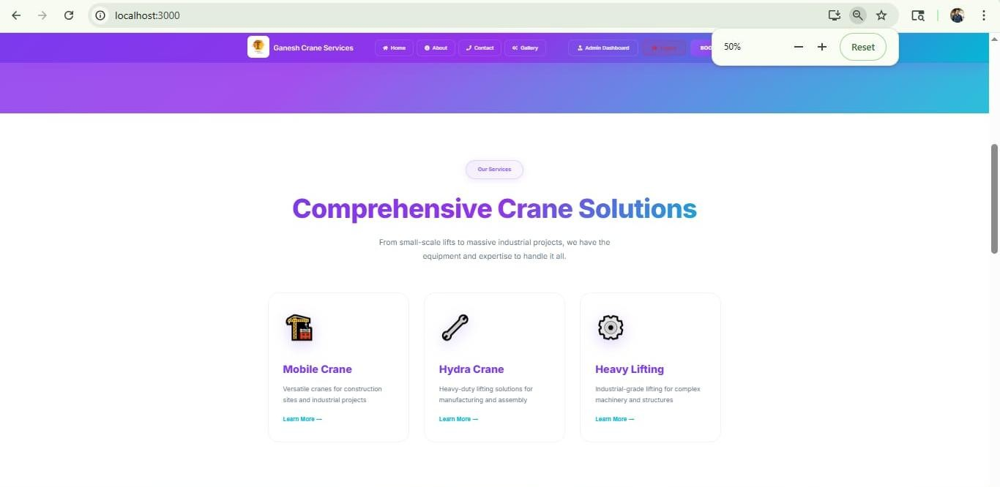 localhost:3000
50%
Reset
Ganesh Crane Services
Home
About
Contact
Gallery
Admin Dashboard
BOO
Our Services
Comprehensive Crane Solutions
From small-scale lifts to massive industrial projects, we have the
equipment and expertise to handle it all.
Mobile Crane
Versatile cranes for construction
sites and industrial projects
Learn More →
Hydra Crane
Heavy-duty lifting solutions for
manufacturing and assembly
Learn More →
Heavy Lifting
Industrial-grade lifting for complex
machinery and structures
Learn More →